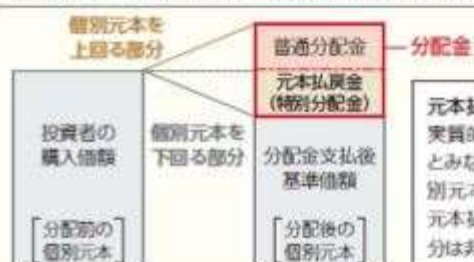 個別元本を
上回る部分
普通分配金
分配金
元本払戻金
(特別分配金)
投資者の
購入価額
個別元本を
下回る部分
分配金支払後
基準価額
分配前の
個別元本
分配後の
個別元本
元本
実質
とみな
別元
元本払
分は非